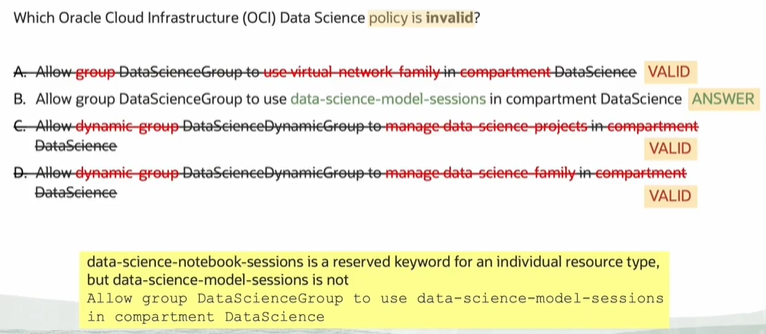 Which Oracle Cloud Infrastructure (OCI) Data Science policy is invalid?
A. Allow group DataScienceGroup to use virtual-network-family in compartment DataScience VALID
B. Allow group DataScienceGroup to use data-science-model-sessions in compartment DataScience ANSWER
C. Allow dynamic-group DataScienceDynamicGroup to manage data-science-projects in compartment
DataScience VALID
D. Allow dynamic-group DataScienceDynamicGroup to manage data-science-family in compartment
DataScience VALID
data-science-notebook-sessions is a reserved keyword for an individual resource type,
but data-science-model-sessions is not
Allow group DataScienceGroup to use data-science-model-sessions
in compartment DataScience